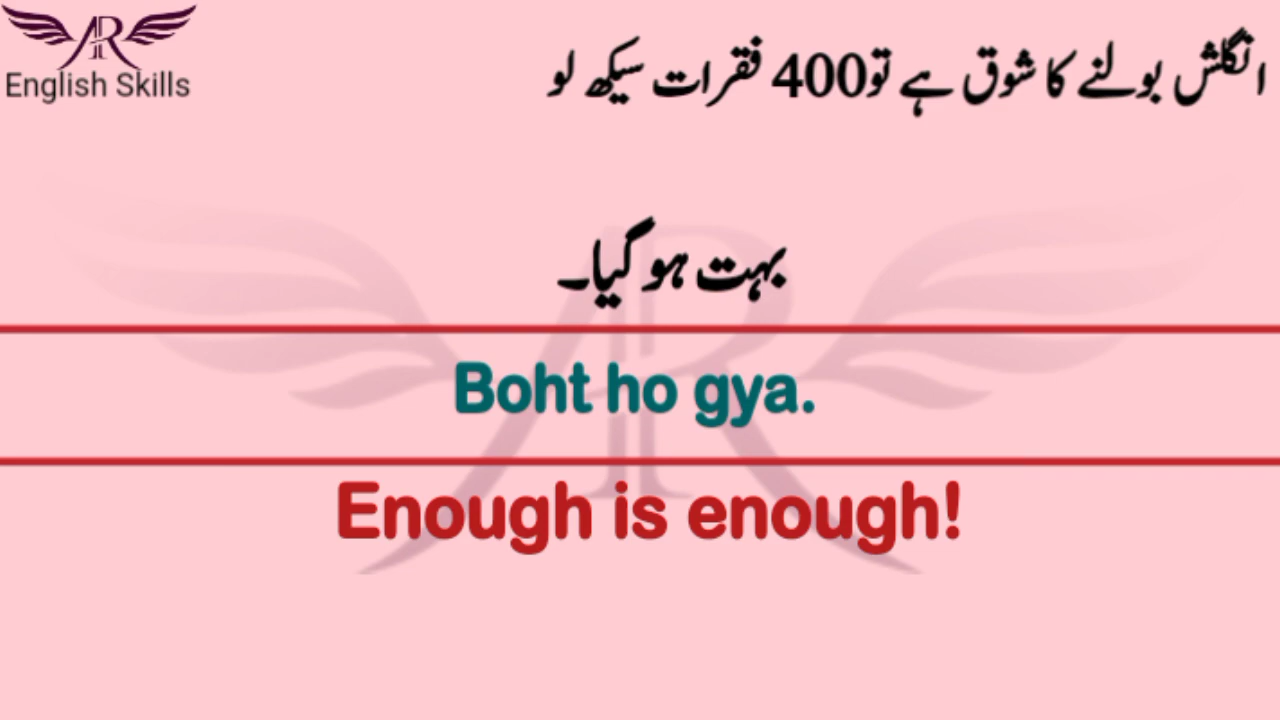 AR
English Skills
انگلش بولنے کا شوق ہے تو400 فقرات سیکھ لو
بہت ہو گیا۔
Boht ho gya.
Enough is enough!